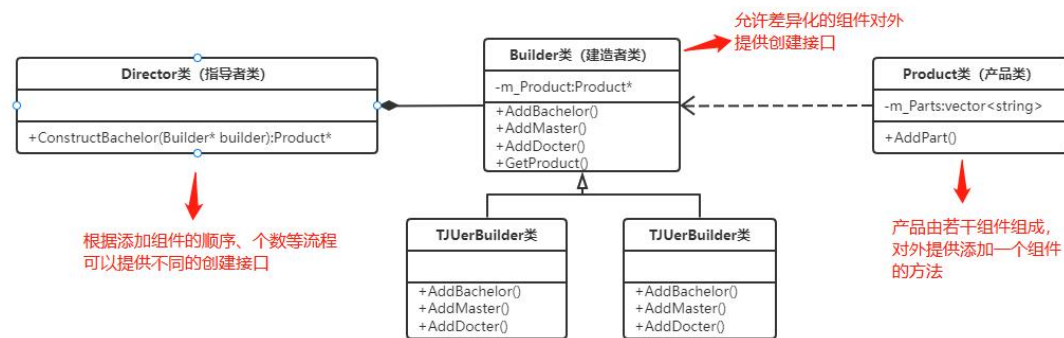 允许差异化的组件对外
提供创建接口
Director类（指导者类）
+ConstructBachelor(Builder* builder):Product*
Builder类（建造者类）
-m_Product:Product*
+AddBachelor()
+AddMaster()
+AddDocter()
+GetProduct()
Product类（产品类）
-m_Parts:vector<string>
+AddPart()
根据添加组件的顺序、个数等流程
可以提供不同的创建接口
TJUerBuilder类
+AddBachelor()
+AddMaster()
+AddDocter()
TJUerBuilder类
+AddBachelor()
+AddMaster()
+AddDocter()
产品由若干组件组成，
对外提供添加一个组件
的方法